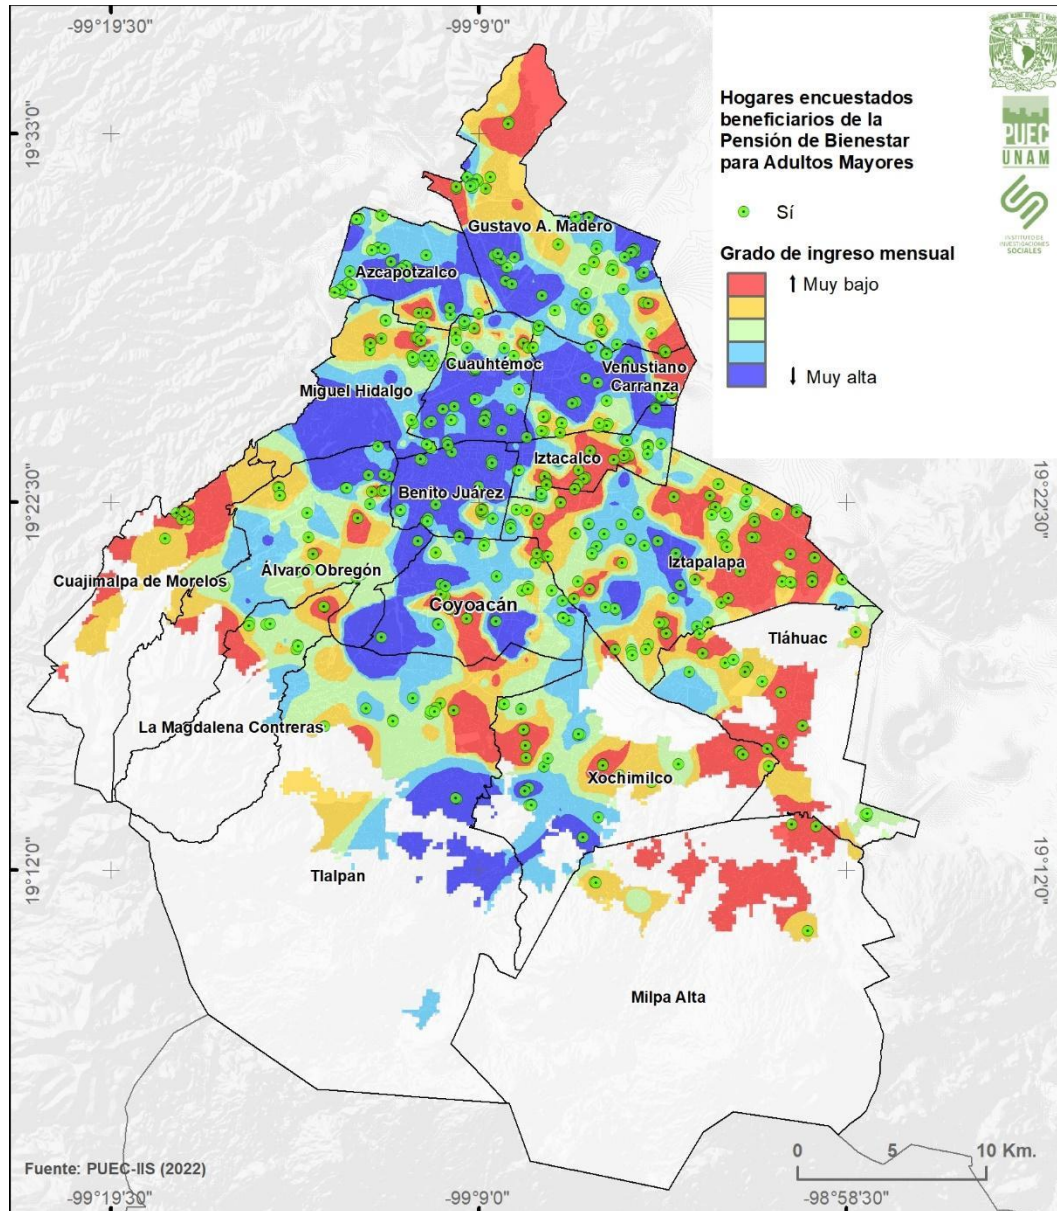 -99°19'30"
-99°9'0"
19°33'0"
Hogares encuestados
beneficiarios de la
Pensión de Bienestar
para Adultos Mayores
Sí
Grado de ingreso mensual
Muy bajo
Muy alta
PUEC
UNAM
INSTITUTO DE
INVESTIGACIONES
SOCIALES
Gustavo A. Madero
Azcapotzalco
Cuauhtémoc
Venustiano
Carranza
Miguel Hidalgo
Iztacalco
Benito Juárez
19°22'30"
19°22'30"
Iztapalapa
Álvaro Obregón
Cuajimalpa de Morelos
Coyoacán
Tláhuac
La Magdalena Contreras
Xochimilco
19°12'0"
19°12'0"
Tlalpan
Milpa Alta
0 5 10 Km.
Fuente: PUEC-IIS (2022)
-99°19'30"
-99°9'0"
-98°58'30"